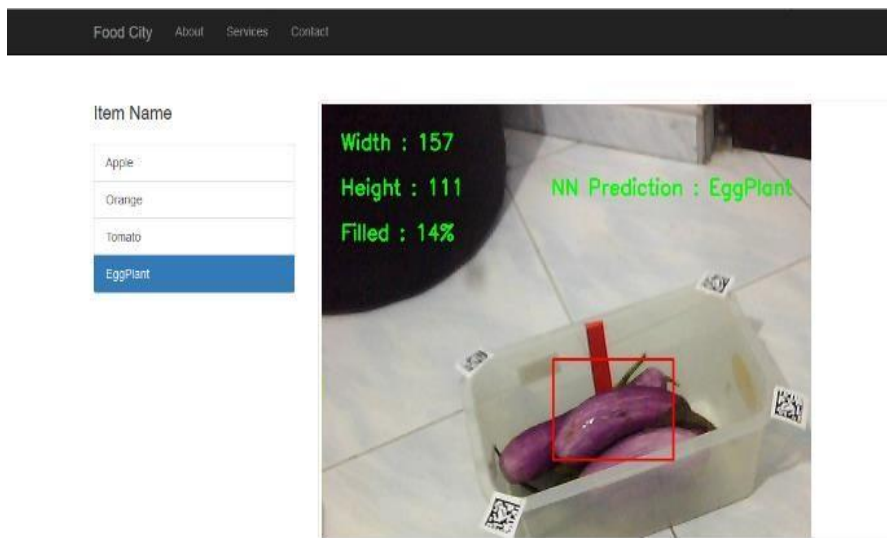 Food City About Services Contact
Item Name
Apple
Orange
Tomato
EggPlant
Width : 157
Height : 111
Filled : 14%
NN Prediction : EggPlant